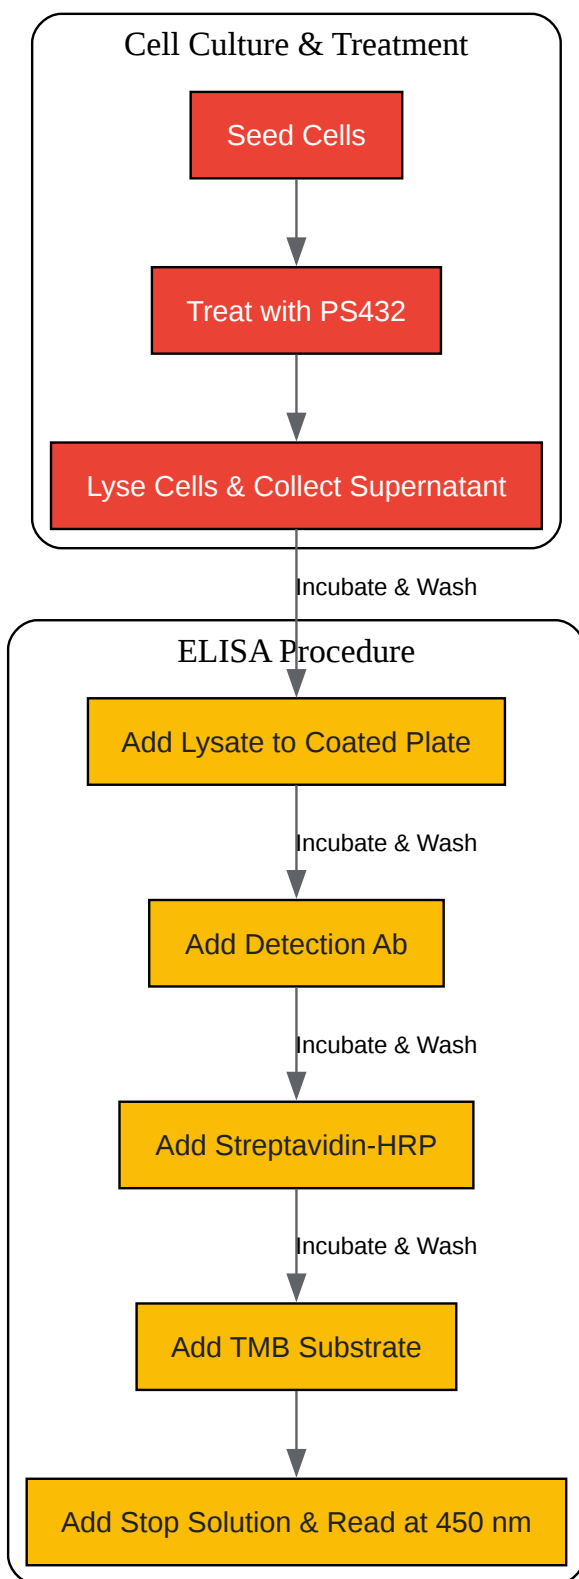 Cell Culture & Treatment
Seed Cells
Treat with PS432
Lyse Cells & Collect Supernatant
Incubate & Wash
ELISA Procedure
Add Lysate to Coated Plate
Incubate & Wash
Add Detection Ab
Incubate & Wash
Add Streptavidin-HRP
Incubate & Wash
Add TMB Substrate
Add Stop Solution & Read at 450 nm